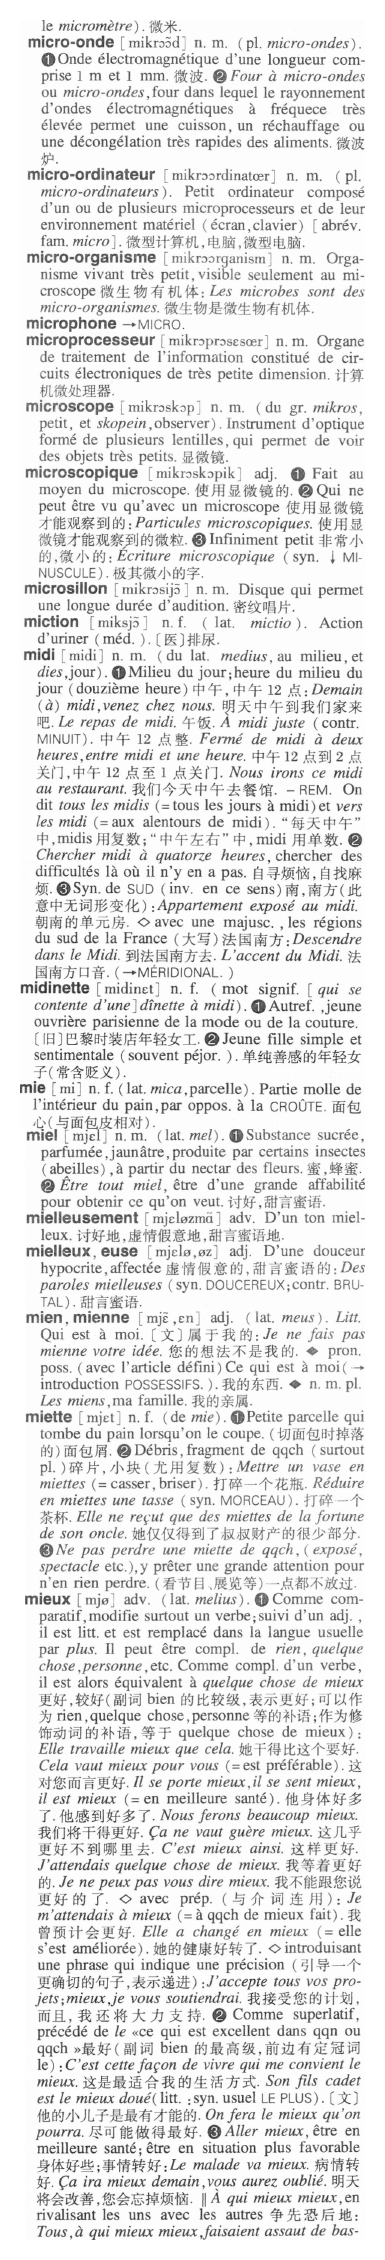 le micromètre). 微米.
micro-onde [mikrɔɔ̃d] n. m. (pl. micro-ondes).
❶Onde électromagnétique d'une longueur com-
prise 1 m et 1 mm. 微波. ❷Four à micro-ondes
ou micro-ondes,four dans lequel le rayonnement
d'ondes électromagnétiques à fréquece très
élevée permet une cuisson, un réchauffage ou
une décongélation très rapides des aliments. 微波
炉.
micro-ordinateur [mikrɔɔrdinatœr] n. m. (pl.
micro-ordinateurs). Petit ordinateur composé
d'un ou de plusieurs microprocesseurs et de leur
environnement matériel (écran,clavier) [abrév.
fam. micro]. 微型计算机,电脑,微型电脑.
micro-organisme [mikrɔɔrganism] n. m. Orga-
nisme vivant très petit,visible seulement au mi-
croscope 微生物有机体: Les microbes sont des
micro-organismes. 微生物是微生物有机体.
microphone →MICRO.
microprocesseur [mikrɔprɔsɛsœr] n. m. Organe
de traitement de l'information constitué de cir-
cuits électroniques de très petite dimension. 计算
机微处理器.
microscope [mikrɔskɔp] n. m. (du gr. mikros,
petit, et skopein,observer). Instrument d'optique
formé de plusieurs lentilles,qui permet de voir
des objets très petits. 显微镜.
microscopique [mikrɔskɔpik] adj. ❶ Fait au
moyen du microscope. 使用显微镜的. ❷Qui ne
peut être vu qu'avec un microscope 使用显微镜
才能观察到的: Particules microscopiques. 使用显
微镜才能观察到的微粒. ❸Infiniment petit 非常小
的,微小的: Écriture microscopique (syn. ↓ MI-
NUSCULE). 极其微小的字.
microsillon [mikrɔsijɔ̃] n. m. Disque qui permet
une longue durée d'audition. 密纹唱片.
miction [miksjɔ̃] n. f. (lat. mictio). Action
d'uriner (méd.).〔医〕排尿.
midi [midi] n. m. (du lat. medius, au milieu, et
dies,jour). ❶Milieu du jour;heure du milieu du
jour (douzième heure) 中午,中午 12 点: Demain
(à) midi,venez chez nous. 明天中午到我们家来
吧. Le repas de midi. 午饭. À midi juste (contr.
MINUIT). 中午 12 点整. Fermé de midi à deux
heures,entre midi et une heure. 中午 12 点到 2 点
关门,中午 12 点至 1 点关门. Nous irons ce midi
au restaurant. 我们今天中午去餐馆. – REM. On
dit tous les midis (=tous les jours à midi) et vers
les midi (=aux alentours de midi). “每天中午”
中,midis 用复数;“中午左右”中, midi 用单数. ❷
Chercher midi à quatorze heures, chercher des
difficultés là où il n'y en a pas. 自寻烦恼,自找麻
烦. ❸Syn. de SUD (inv. en ce sens) 南,南方(此
意中无词形变化): Appartement exposé au midi.
朝南的单元房. ◇avec une majusc., les régions
du sud de la France (大写)法国南方: Descendre
dans le Midi. 到法国南方去. L'accent du Midi. 法
国南方口音. (→MÉRIDIONAL.)
midinette [midinɛt] n. f. (mot signif. [qui se
contente d'une] dînette à midi). ❶Autref.,jeune
ouvrière parisienne de la mode ou de la couture.
〔旧〕巴黎时装店年轻女工. ❷Jeune fille simple et
sentimentale (souvent péjor.). 单纯善感的年轻女
子(常含贬义).
mie [mi] n. f. (lat. mica,parcelle). Partie molle de
l'intérieur du pain,par oppos. à la CROÛTE. 面包
心(与面包皮相对).
miel [mjɛl] n. m. (lat. mel). ❶Substance sucrée,
parfumée,jaunâtre,produite par certains insectes
(abeilles),à partir du nectar des fleurs. 蜜,蜂蜜.
❷ Être tout miel, être d'une grande affabilité
pour obtenir ce qu'on veut. 讨好,甜言蜜语.
mielleusement [mjɛløzmɑ̃] adv. D'un ton miel-
leux. 讨好地,虚情假意地,甜言蜜语地.
mielleux, euse [mjɛlø,øz] adj. D'une douceur
hypocrite,affectée 虚情假意的,甜言蜜语的: Des
paroles mielleuses (syn. DOUCEREUX;contr. BRU-
TAL). 甜言蜜语.
mien, mienne [mjɛ̃,ɛn] adj. (lat. meus). Litt.
Qui est à moi.〔文〕属于我的: Je ne fais pas
mienne votre idée. 您的想法不是我的. ◆ pron.
poss. (avec l'article défini) Ce qui est à moi(→
introduction POSSESSIFS.). 我的东西. ◆ n. m. pl.
Les miens,ma famille. 我的亲属.
miette [mjɛt] n. f. (de mie). ❶Petite parcelle qui
tombe du pain lorsqu'on le coupe. (切面包时掉落
的)面包屑. ❷Débris,fragment de qqch (surtout
pl.) 碎片,小块(尤用复数): Mettre un vase en
miettes (=casser,briser). 打碎一个花瓶. Réduire
en miettes une tasse (syn. MORCEAU). 打碎一个
茶杯. Elle ne reçut que des miettes de la fortune
de son oncle. 她仅仅得到了叔叔财产的很少部分.
❸Ne pas perdre une miette de qqch,(exposé,
spectacle etc.),y prêter une grande attention pour
n'en rien perdre. (看节目、展览等)一点都不放过.
mieux [mjø] adv. (lat. melius). ❶Comme com-
paratif,modifie surtout un verbe;suivi d'un adj.,
il est litt. et est remplacé dans la langue usuelle
par plus. Il peut être compl. de rien, quelque
chose,personne,etc. Comme compl. d'un verbe,
il est alors équivalent à quelque chose de mieux
更好,较好(副词 bien 的比较级,表示更好;可以作
为 rien,quelque chose,personne 等的补语;作为修
饰动词的补语,等于 quelque chose de mieux):
Elle travaille mieux que cela. 她干得比这个要好.
Cela vaut mieux pour vous (=est préférable). 这
对您而言更好. Il se porte mieux,il se sent mieux,
il est mieux (=en meilleure santé). 他身体好多
了. 他感到好多了. Nous ferons beaucoup mieux.
我们将干得更好. Ça ne vaut guère mieux. 这几乎
更好不到哪里去. C'est mieux ainsi. 这样更好.
J'attendais quelque chose de mieux. 我等着更好
的. Je ne peux pas vous dire mieux. 我不能跟您说
更好的了. ◇ avec prép. (与介词连用): Je
m'attendais à mieux (=à qqch de mieux fait). 我
曾预计会更好. Elle a changé en mieux (= elle
s'est améliorée). 她的健康好转了. ◇introduisant
une phrase qui indique une précision (引导一个
更确切的句子,表示递进):J'accepte tous vos pro-
jets;mieux,je vous soutiendrai. 我接受您的计划,
而且,我还将大力支持. ❷ Comme superlatif,
précédé de le «ce qui est excellent dans qqn ou
qqch »最好(副词 bien 的最高级,前边有定冠词
le):C'est cette façon de vivre qui me convient le
mieux. 这是最适合我的生活方式. Son fils cadet
est le mieux doué(litt. :syn. usuel LE PLUS).〔文〕
他的小儿子是最有才能的. On fera le mieux qu'on
pourra. 尽可能做得最好. ❸Aller mieux,être en
meilleure santé;être en situation plus favorable
身体好些;事情转好: Le malade va mieux. 病情转
好. Ça ira mieux demain,vous aurez oublié. 明天
将会改善,您会忘掉烦恼. ‖ À qui mieux mieux,en
rivalisant les uns avec les autres 争先恐后地:
Tous,à qui mieux mieux,faisaient assaut de bas-